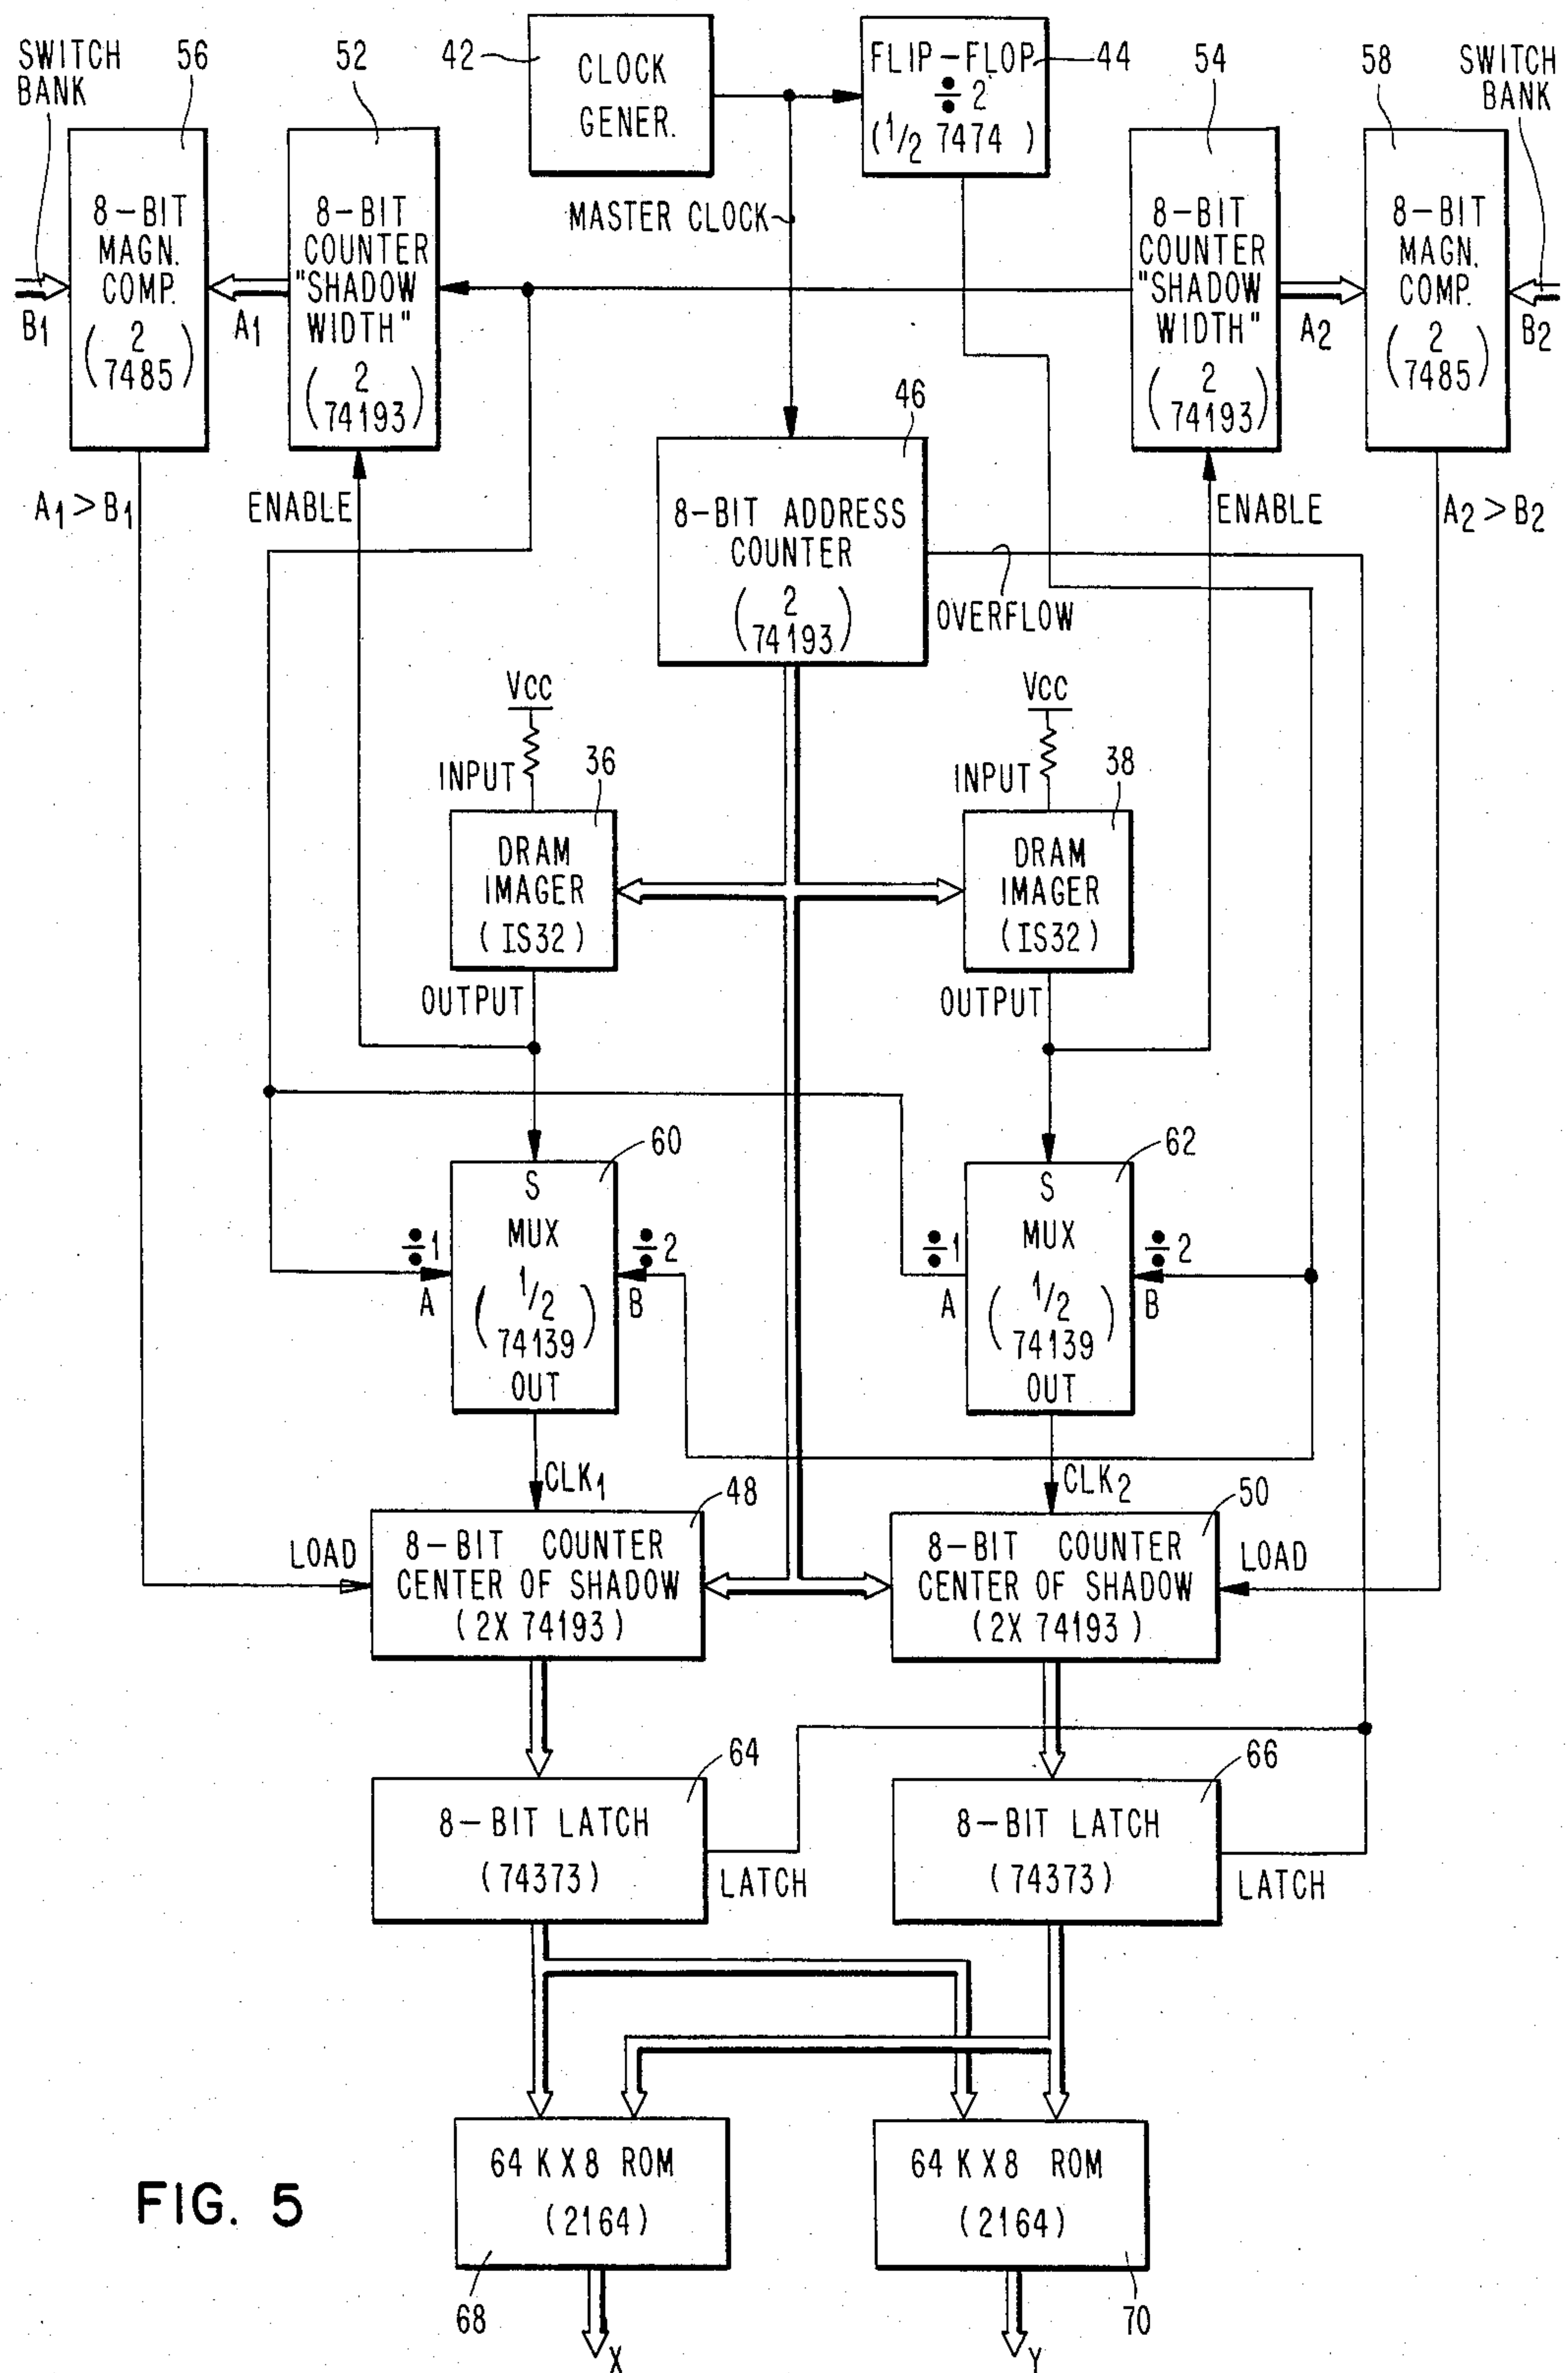 SWITCH
BANK
56
52
42
CLOCK
GENER.
FLIP-FLOP
÷2
(1/2 7474)
44
54
58
SWITCH
BANK
MASTER CLOCK
8-BIT
MAGN.
COMP.
(2
7485)
B1
A1
8-BIT
COUNTER
"SHADOW
WIDTH"
(2
74193)
8-BIT
COUNTER
"SHADOW
WIDTH"
(2
74193)
A2
8-BIT
MAGN.
COMP.
(2
7485)
B2
46
A1>B1
ENABLE
8-BIT ADDRESS
COUNTER
(2
74193)
OVERFLOW
ENABLE
A2>B2
Vcc
INPUT
36
DRAM
IMAGER
(IS32)
OUTPUT
Vcc
INPUT
38
DRAM
IMAGER
(IS32)
OUTPUT
60
S
MUX
÷1
A
÷2
B
(1/2
74139)
OUT
CLK1
62
S
MUX
÷1
A
÷2
B
(1/2
74139)
OUT
CLK2
48
LOAD
8-BIT COUNTER
CENTER OF SHADOW
(2X 74193)
50
8-BIT COUNTER
CENTER OF SHADOW
(2X 74193)
LOAD
64
8-BIT LATCH
(74373)
LATCH
66
8-BIT LATCH
(74373)
LATCH
64 K X 8 ROM
(2164)
68
X
64 K X 8 ROM
(2164)
70
Y
FIG. 5